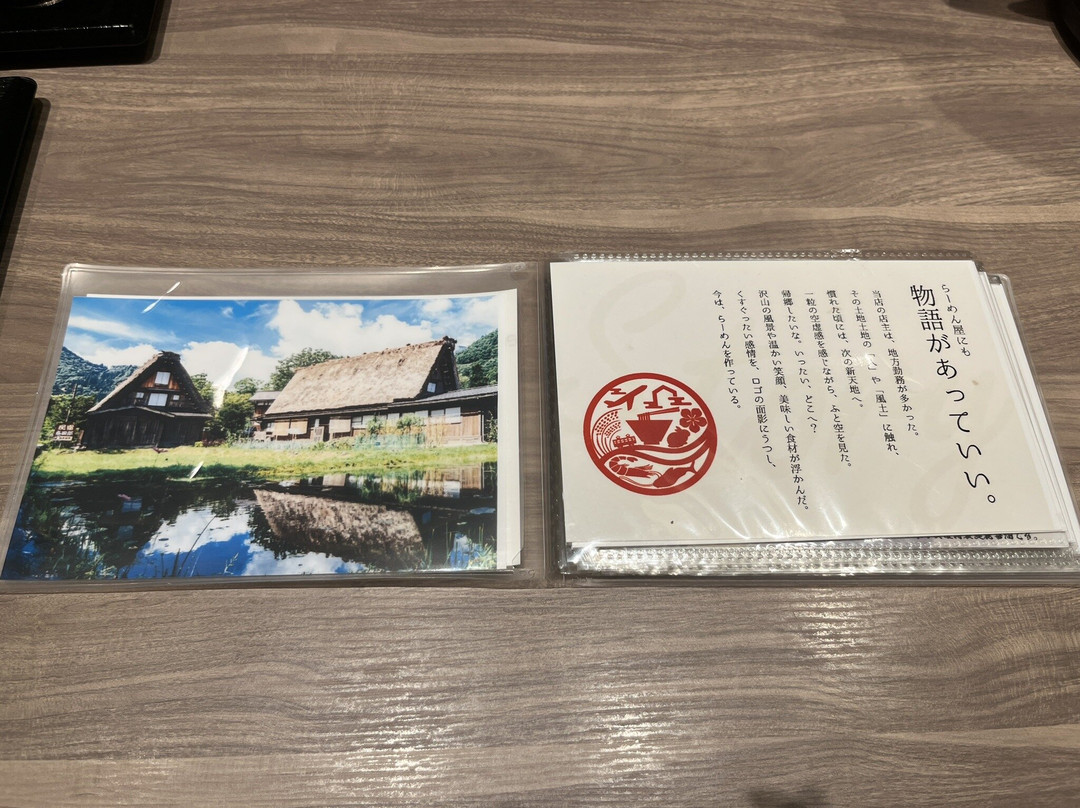 らーめん屋にも
物語があっていい。
当店の店主は、地方勤務が多かった。
その土地土地の「 」や「風土」に触れ、
慣れた頃には、次の新天地へ。
一粒の空虚感を感じながら、ふと空を見た。
帰郷したいな。いったい、どこへ？
沢山の風景や温かい笑顔、美味しい食材が浮かんだ。
くすぐったい感情を、ロゴの面影にうつし、
今は、らーめんを作っている。